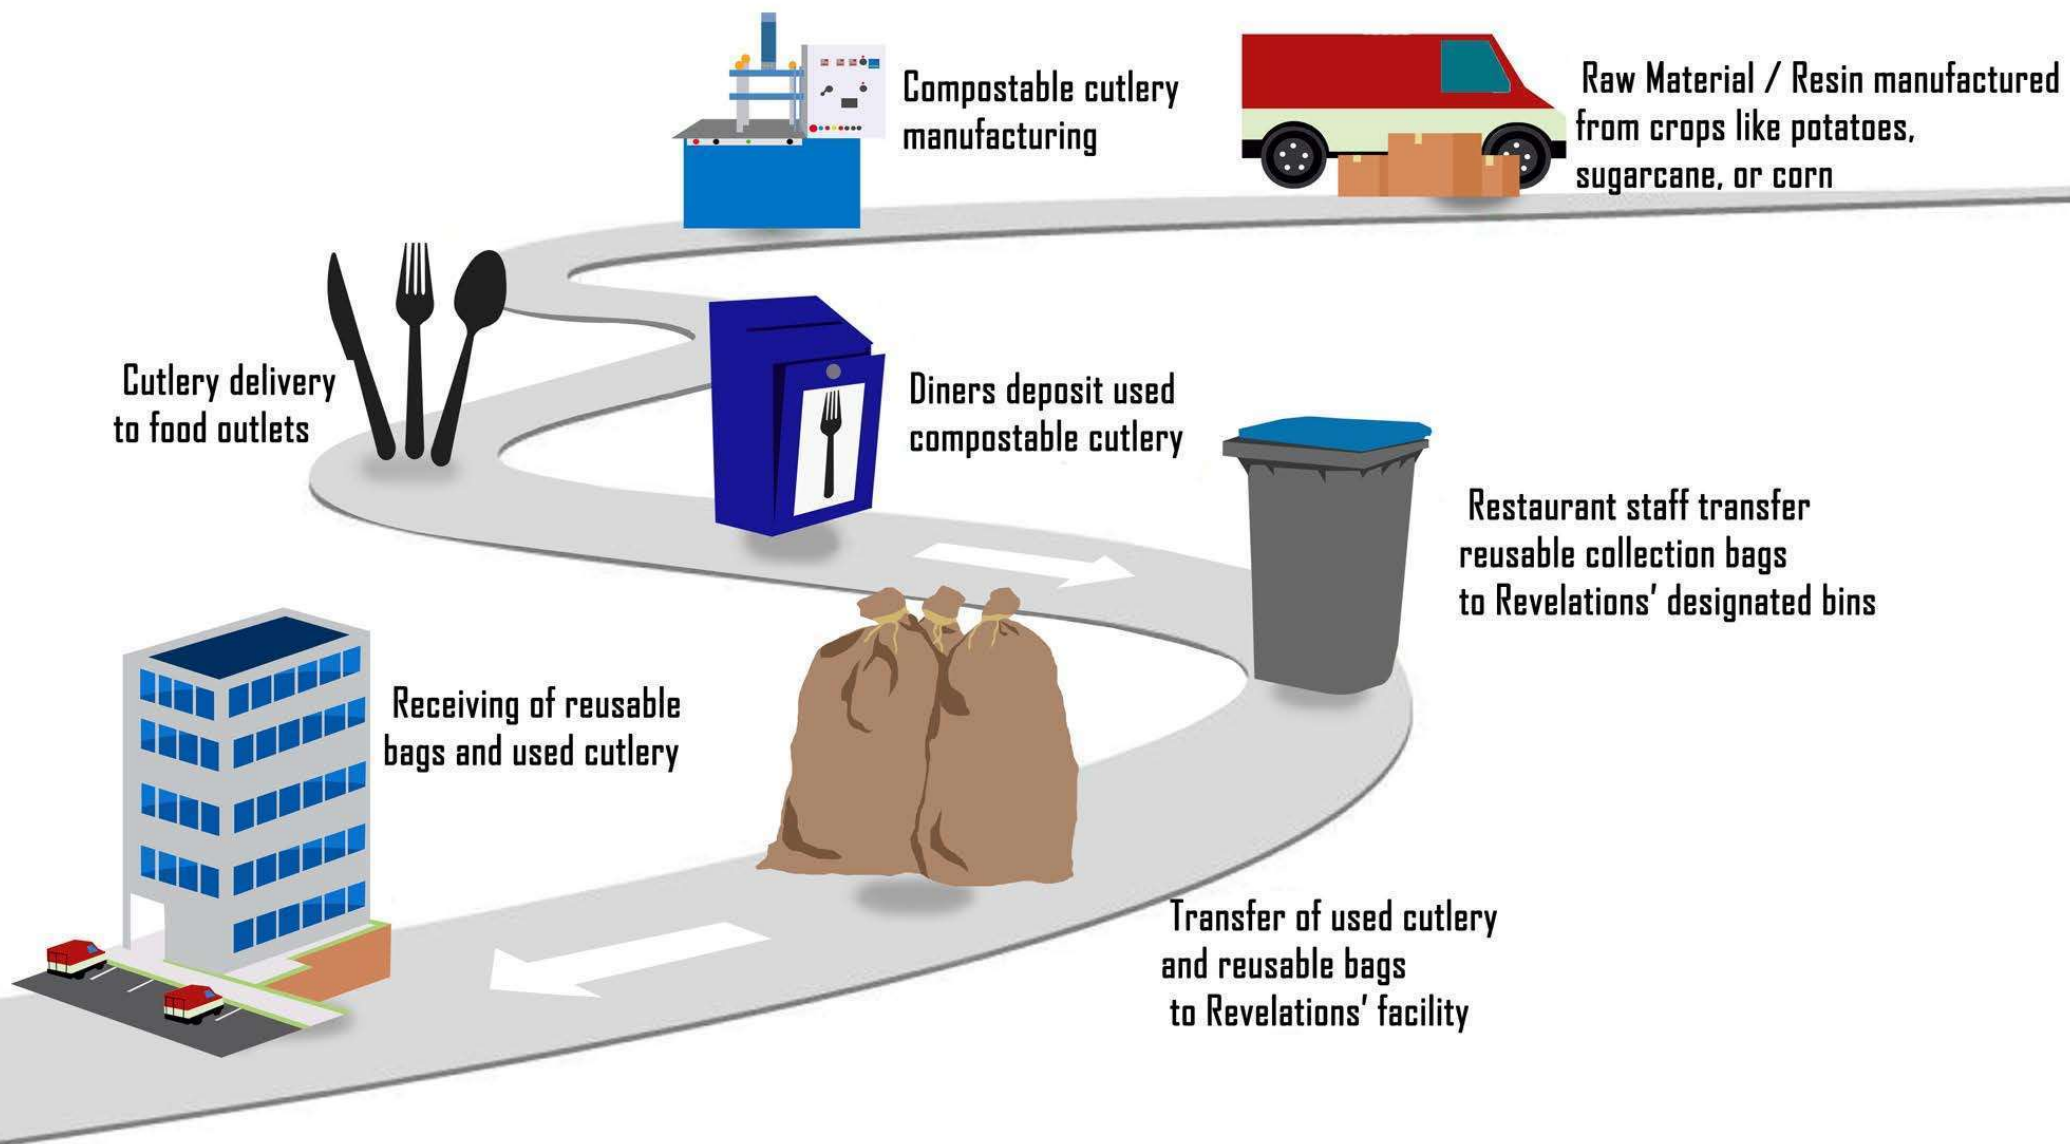 Compostable cutlery
manufacturing
Raw Material / Resin manufactured
from crops like potatoes,
sugarcane, or corn
Cutlery delivery
to food outlets
Diners deposit used
compostable cutlery
Restaurant staff transfer
reusable collection bags
to Revelations' designated bins
Receiving of reusable
bags and used cutlery
Transfer of used cutlery
and reusable bags
to Revelations' facility